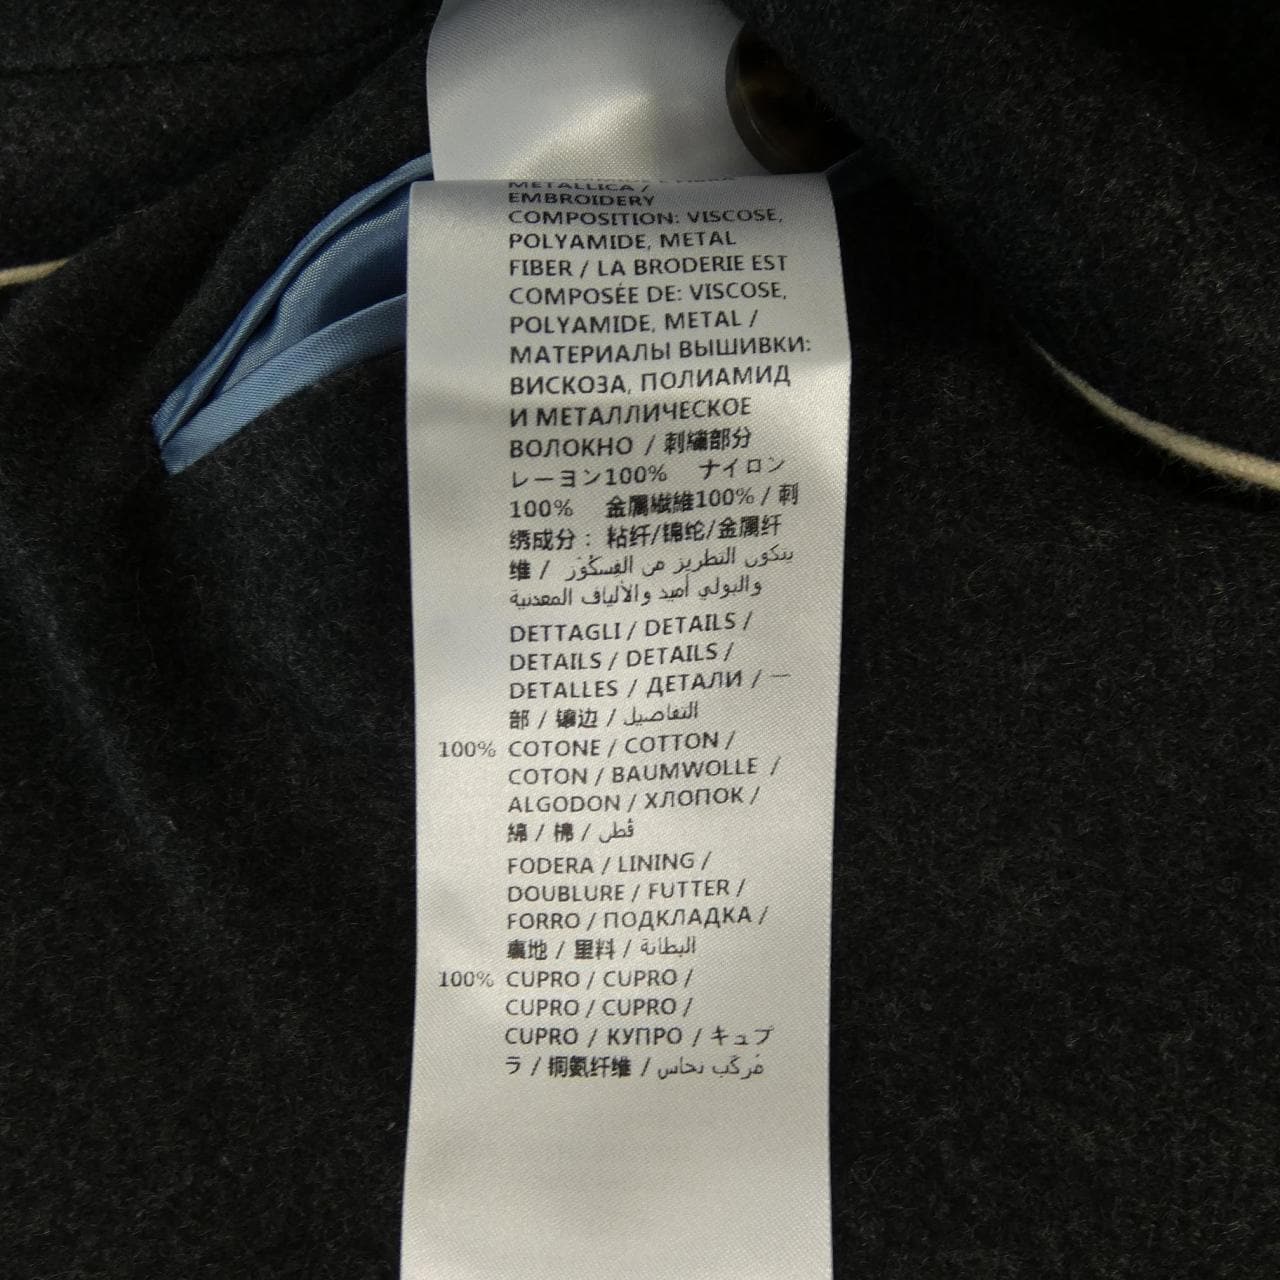 METALLICA /
EMBROIDERY
COMPOSITION: VISCOSE,
POLYAMIDE, METAL
FIBER / LA BRODERIE EST
COMPOSÉE DE: VISCOSE,
POLYAMIDE, METAL /
МАТЕРИАЛЫ ВЫШИВКИ:
ВИСКОЗА, ПОЛИАМИД
И МЕТАЛЛИЧЕСКОЕ
ВОЛОКНО / 刺繍部分
レーヨン100% ナイロン
100% 金属繊維100% / 刺
绣成分：粘纤/锦纶/金属纤
维 / يتكون التطريز من الفِسكُوْز
والبولي أميد والألياف المعدنية
DETTAGLI / DETAILS /
DETAILS / DETAILS /
DETALLES / ДЕТАЛИ / 一
部 / 镶边 / التفاصيل
100% COTONE / COTTON /
COTON / BAUMWOLLE /
ALGODON / ХЛОПОК /
綿 / 棉 / قُطن
FODERA / LINING /
DOUBLURE / FUTTER /
FORRO / ПОДКЛАДКА /
裏地 / 里料 / البطانة
100% CUPRO / CUPRO /
CUPRO / CUPRO /
CUPRO / КУПРО / キュプ
ラ / 铜氨纤维 / مُركّب نحاس